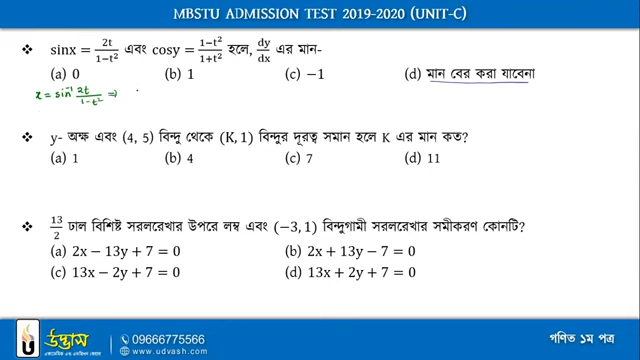 MBSTU ADMISSION TEST 2019-2020 (UNIT-C)
❖ sinx = 2t/1−t² এবং cosy = 1−t²/1+t² হলে, dy/dx এর মান-
(a) 0 (b) 1 (c) −1 (d) মান বের করা যাবেনা
x = sin⁻¹ 2t/1−t² ⇒
❖ y- অক্ষ এবং (4, 5) বিন্দু থেকে (K, 1) বিন্দুর দূরত্ব সমান হলে K এর মান কত?
(a) 1 (b) 4 (c) 7 (d) 11
❖ 13/2 ঢাল বিশিষ্ট সরলরেখার উপরে লম্ব এবং (−3, 1) বিন্দুগামী সরলরেখার সমীকরণ কোনটি?
(a) 2x − 13y + 7 = 0 (b) 2x + 13y − 7 = 0
(c) 13x − 2y + 7 = 0 (d) 13x + 2y + 7 = 0
উদ্ভাস
09666775566
www.udvash.com
গণিত ১ম পত্র